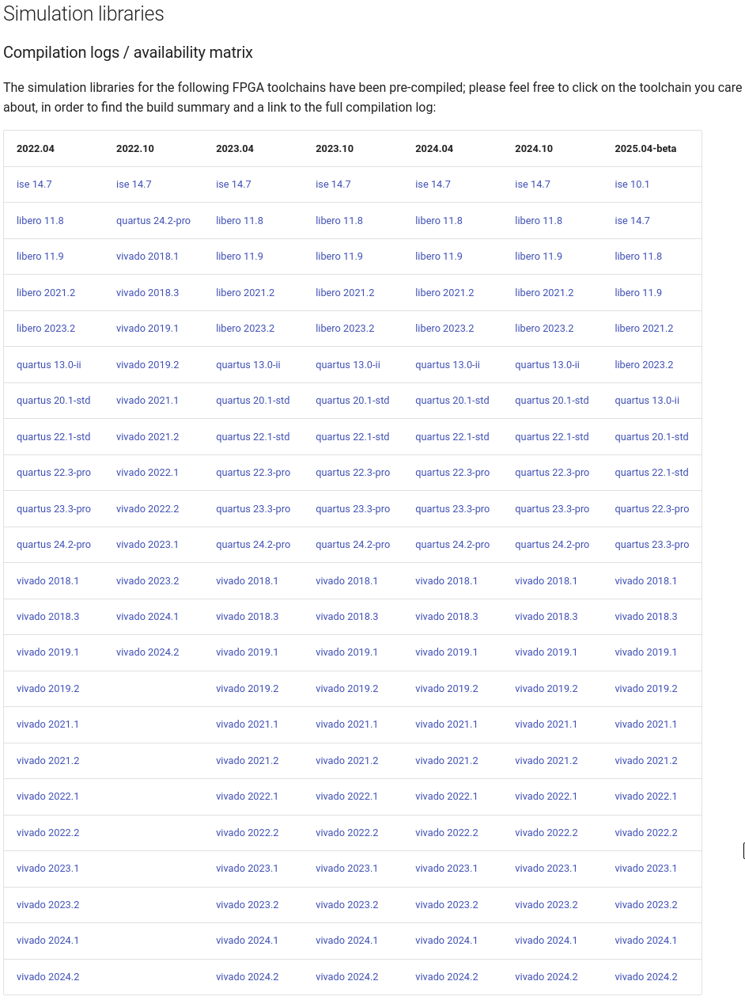 Simulation libraries
Compilation logs / availability matrix
The simulation libraries for the following FPGA toolchains have been pre-compiled; please feel free to click on the toolchain you care
about, in order to find the build summary and a link to the full compilation log:
2022.04 2022.10 2023.04 2023.10 2024.04 2024.10 2025.04-beta
ise 14.7 ise 14.7 ise 14.7 ise 14.7 ise 14.7 ise 14.7 ise 10.1
libero 11.8 quartus 24.2-pro libero 11.8 libero 11.8 libero 11.8 libero 11.8 ise 14.7
libero 11.9 vivado 2018.1 libero 11.9 libero 11.9 libero 11.9 libero 11.9 libero 11.8
libero 2021.2 vivado 2018.3 libero 2021.2 libero 2021.2 libero 2021.2 libero 2021.2 libero 11.9
libero 2023.2 vivado 2019.1 libero 2023.2 libero 2023.2 libero 2023.2 libero 2023.2 libero 2021.2
quartus 13.0-ii vivado 2019.2 quartus 13.0-ii quartus 13.0-ii quartus 13.0-ii quartus 13.0-ii libero 2023.2
quartus 20.1-std vivado 2021.1 quartus 20.1-std quartus 20.1-std quartus 20.1-std quartus 20.1-std quartus 13.0-ii
quartus 22.1-std vivado 2021.2 quartus 22.1-std quartus 22.1-std quartus 22.1-std quartus 22.1-std quartus 20.1-std
quartus 22.3-pro vivado 2022.1 quartus 22.3-pro quartus 22.3-pro quartus 22.3-pro quartus 22.3-pro quartus 22.1-std
quartus 23.3-pro vivado 2022.2 quartus 23.3-pro quartus 23.3-pro quartus 23.3-pro quartus 23.3-pro quartus 22.3-pro
quartus 24.2-pro vivado 2023.1 quartus 24.2-pro quartus 24.2-pro quartus 24.2-pro quartus 24.2-pro quartus 23.3-pro
vivado 2018.1 vivado 2023.2 vivado 2018.1 vivado 2018.1 vivado 2018.1 vivado 2018.1 vivado 2018.1
vivado 2018.3 vivado 2024.1 vivado 2018.3 vivado 2018.3 vivado 2018.3 vivado 2018.3 vivado 2018.3
vivado 2019.1 vivado 2024.2 vivado 2019.1 vivado 2019.1 vivado 2019.1 vivado 2019.1 vivado 2019.1
vivado 2019.2 vivado 2019.2 vivado 2019.2 vivado 2019.2 vivado 2019.2 vivado 2019.2
vivado 2021.1 vivado 2021.1 vivado 2021.1 vivado 2021.1 vivado 2021.1 vivado 2021.1
vivado 2021.2 vivado 2021.2 vivado 2021.2 vivado 2021.2 vivado 2021.2 vivado 2021.2
vivado 2022.1 vivado 2022.1 vivado 2022.1 vivado 2022.1 vivado 2022.1 vivado 2022.1
vivado 2022.2 vivado 2022.2 vivado 2022.2 vivado 2022.2 vivado 2022.2 vivado 2022.2
vivado 2023.1 vivado 2023.1 vivado 2023.1 vivado 2023.1 vivado 2023.1 vivado 2023.1
vivado 2023.2 vivado 2023.2 vivado 2023.2 vivado 2023.2 vivado 2023.2 vivado 2023.2
vivado 2024.1 vivado 2024.1 vivado 2024.1 vivado 2024.1 vivado 2024.1 vivado 2024.1
vivado 2024.2 vivado 2024.2 vivado 2024.2 vivado 2024.2 vivado 2024.2 vivado 2024.2